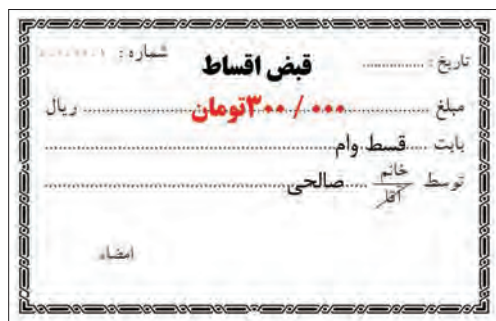 تاریخ : .............. قبض اقساط شماره :
مبلغ ................ ۳۰۰/۰۰۰تومان ................ ریال
بابت .... قسط وام ................
توسط خانم آقا .... صالحی ................
امضاء